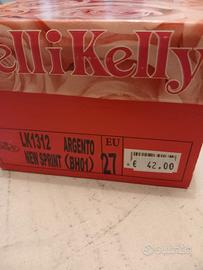 elliKelly
LK1312 ARGENTO
NEW SPRINT (BH01)
EU
27
€ 42.00